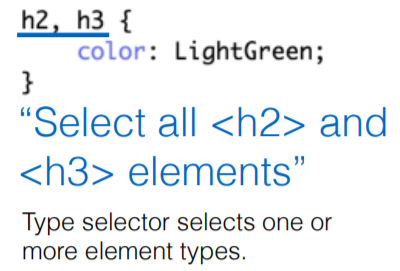 h2, h3 {
color: LightGreen;
}
“Select all <h2> and
<h3> elements”
Type selector selects one or
more element types.